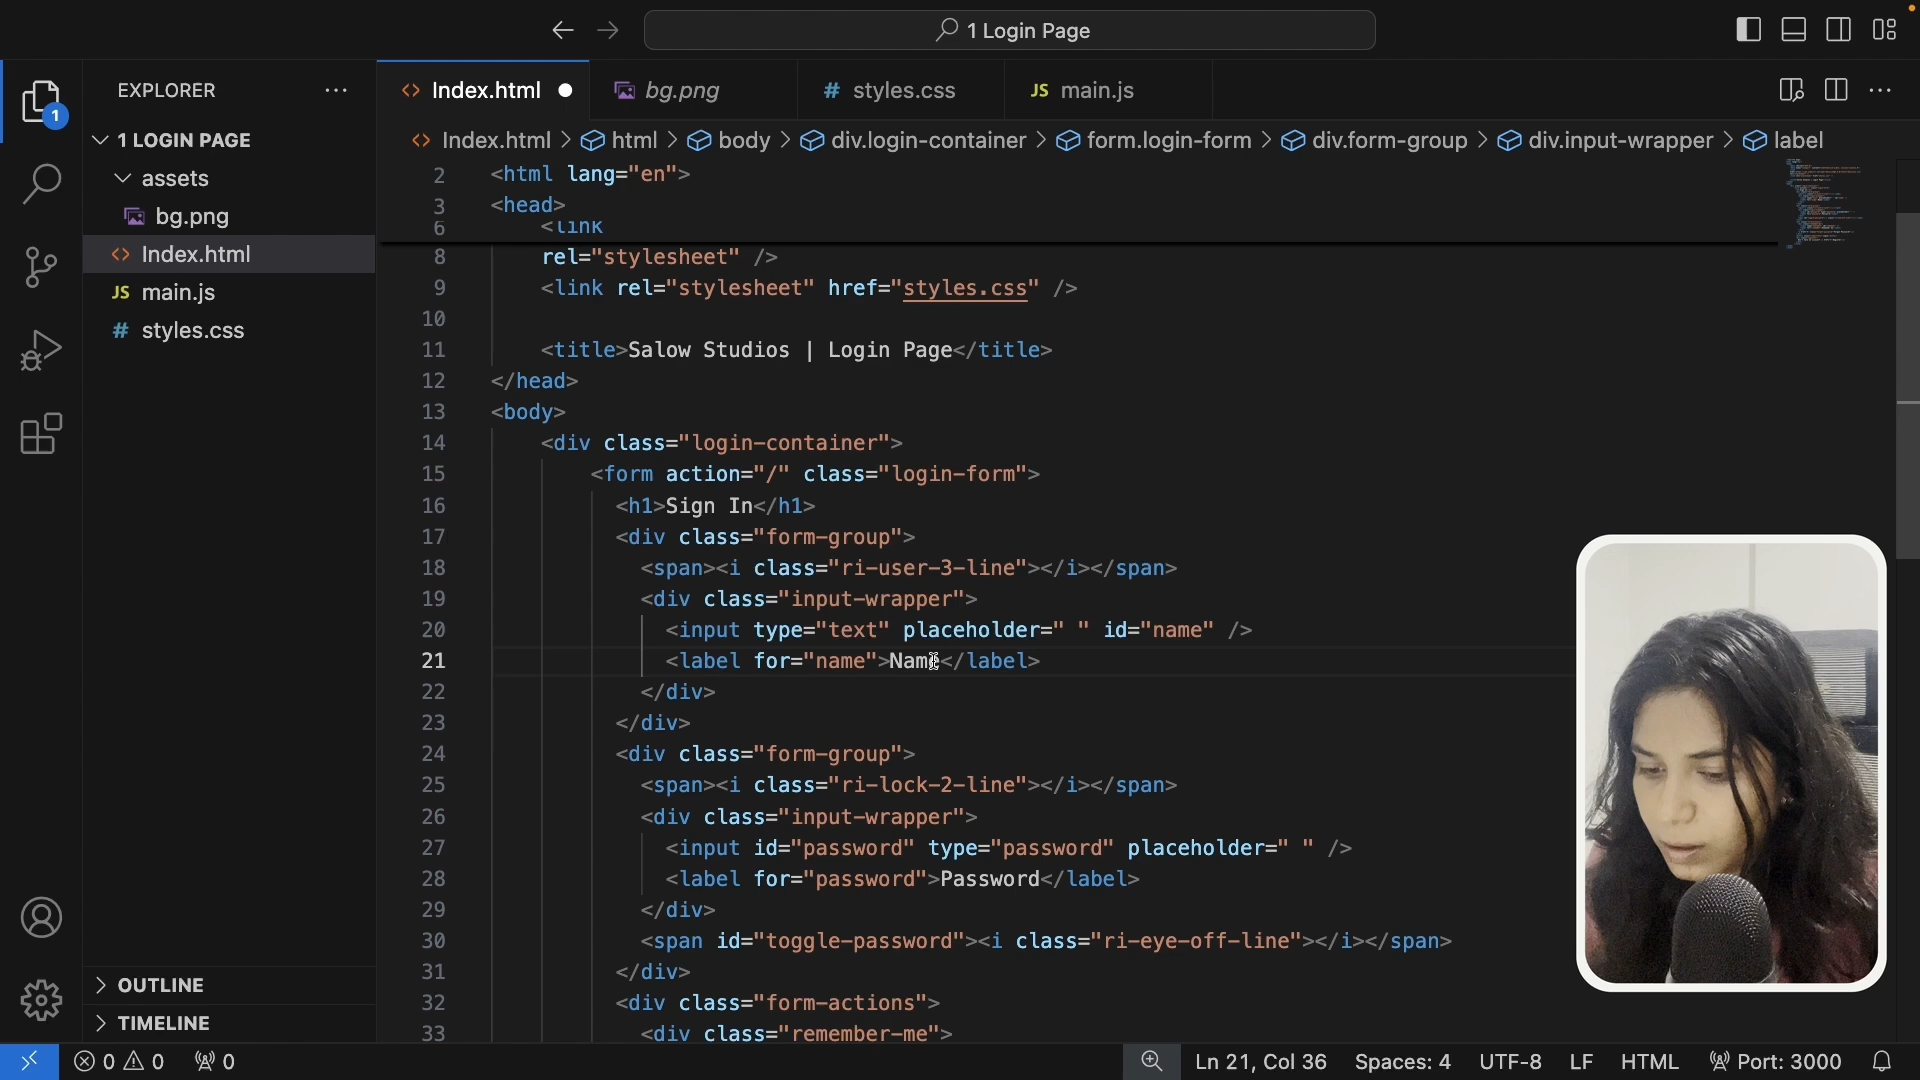 1 Login Page
EXPLORER
Index.html
bg.png
# styles.css
JS main.js
1
1 LOGIN PAGE
assets
bg.png
<> Index.html
JS main.js
# styles.css
Index.html > html > body > div.login-container > form.login-form > div.form-group > div.input-wrapper > label
2 <html lang="en">
3 <head>
6 <link
8 rel="stylesheet" />
9 <link rel="stylesheet" href="styles.css" />
10
11 <title>Salow Studios | Login Page</title>
12 </head>
13 <body>
14 <div class="login-container">
15 <form action="/" class="login-form">
16 <h1>Sign In</h1>
17 <div class="form-group">
18 <span><i class="ri-user-3-line"></i></span>
19 <div class="input-wrapper">
20 <input type="text" placeholder=" " id="name" />
21 <label for="name">Name</label>
22 </div>
23 </div>
24 <div class="form-group">
25 <span><i class="ri-lock-2-line"></i></span>
26 <div class="input-wrapper">
27 <input id="password" type="password" placeholder=" " />
28 <label for="password">Password</label>
29 </div>
30 <span id="toggle-password"><i class="ri-eye-off-line"></i></span>
31 </div>
32 <div class="form-actions">
33 <div class="remember-me">
OUTLINE
TIMELINE
0 0 0
Ln 21, Col 36 Spaces: 4 UTF-8 LF HTML Port: 3000